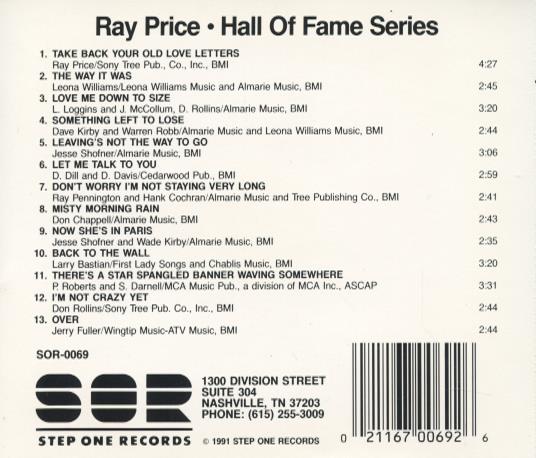 Ray Price • Hall Of Fame Series
1. TAKE BACK YOUR OLD LOVE LETTERS
Ray Price/Sony Tree Pub., Co., Inc., BMI 4:27
2. THE WAY IT WAS
Leona Williams/Leona Williams Music and Almarie Music, BMI 2:45
3. LOVE ME DOWN TO SIZE
L. Loggins and J. McCollum, D. Rollins/Almarie Music, BMI 3:20
4. SOMETHING LEFT TO LOSE
Dave Kirby and Warren Robb/Almarie Music and Leona Williams Music, BMI 2:44
5. LEAVING'S NOT THE WAY TO GO
Jesse Shofner/Almarie Music, BMI 3:06
6. LET ME TALK TO YOU
D. Dill and D. Davis/Cedarwood Pub., BMI 2:59
7. DON'T WORRY I'M NOT STAYING VERY LONG
Ray Pennington and Hank Cochran/Almarie Music and Tree Publishing Co., BMI 2:41
8. MISTY MORNING RAIN
Don Chappell/Almarie Music, BMI 2:43
9. NOW SHE'S IN PARIS
Jesse Shofner and Wade Kirby/Almarie Music, BMI 2:35
10. BACK TO THE WALL
Larry Bastian/First Lady Songs and Chablis Music, BMI 3:20
11. THERE'S A STAR SPANGLED BANNER WAVING SOMEWHERE
P. Roberts and S. Darnell/MCA Music Pub., a division of MCA Inc., ASCAP 3:31
12. I'M NOT CRAZY YET
Don Rollins/Sony Tree Pub. Co., Inc., BMI 2:44
13. OVER
Jerry Fuller/Wingtip Music-ATV Music, BMI 2:44
SOR-0069
SOR
STEP ONE RECORDS
1300 DIVISION STREET
SUITE 304
NASHVILLE, TN 37203
PHONE: (615) 255-3009
© 1991 STEP ONE RECORDS
0 21167 00692 6